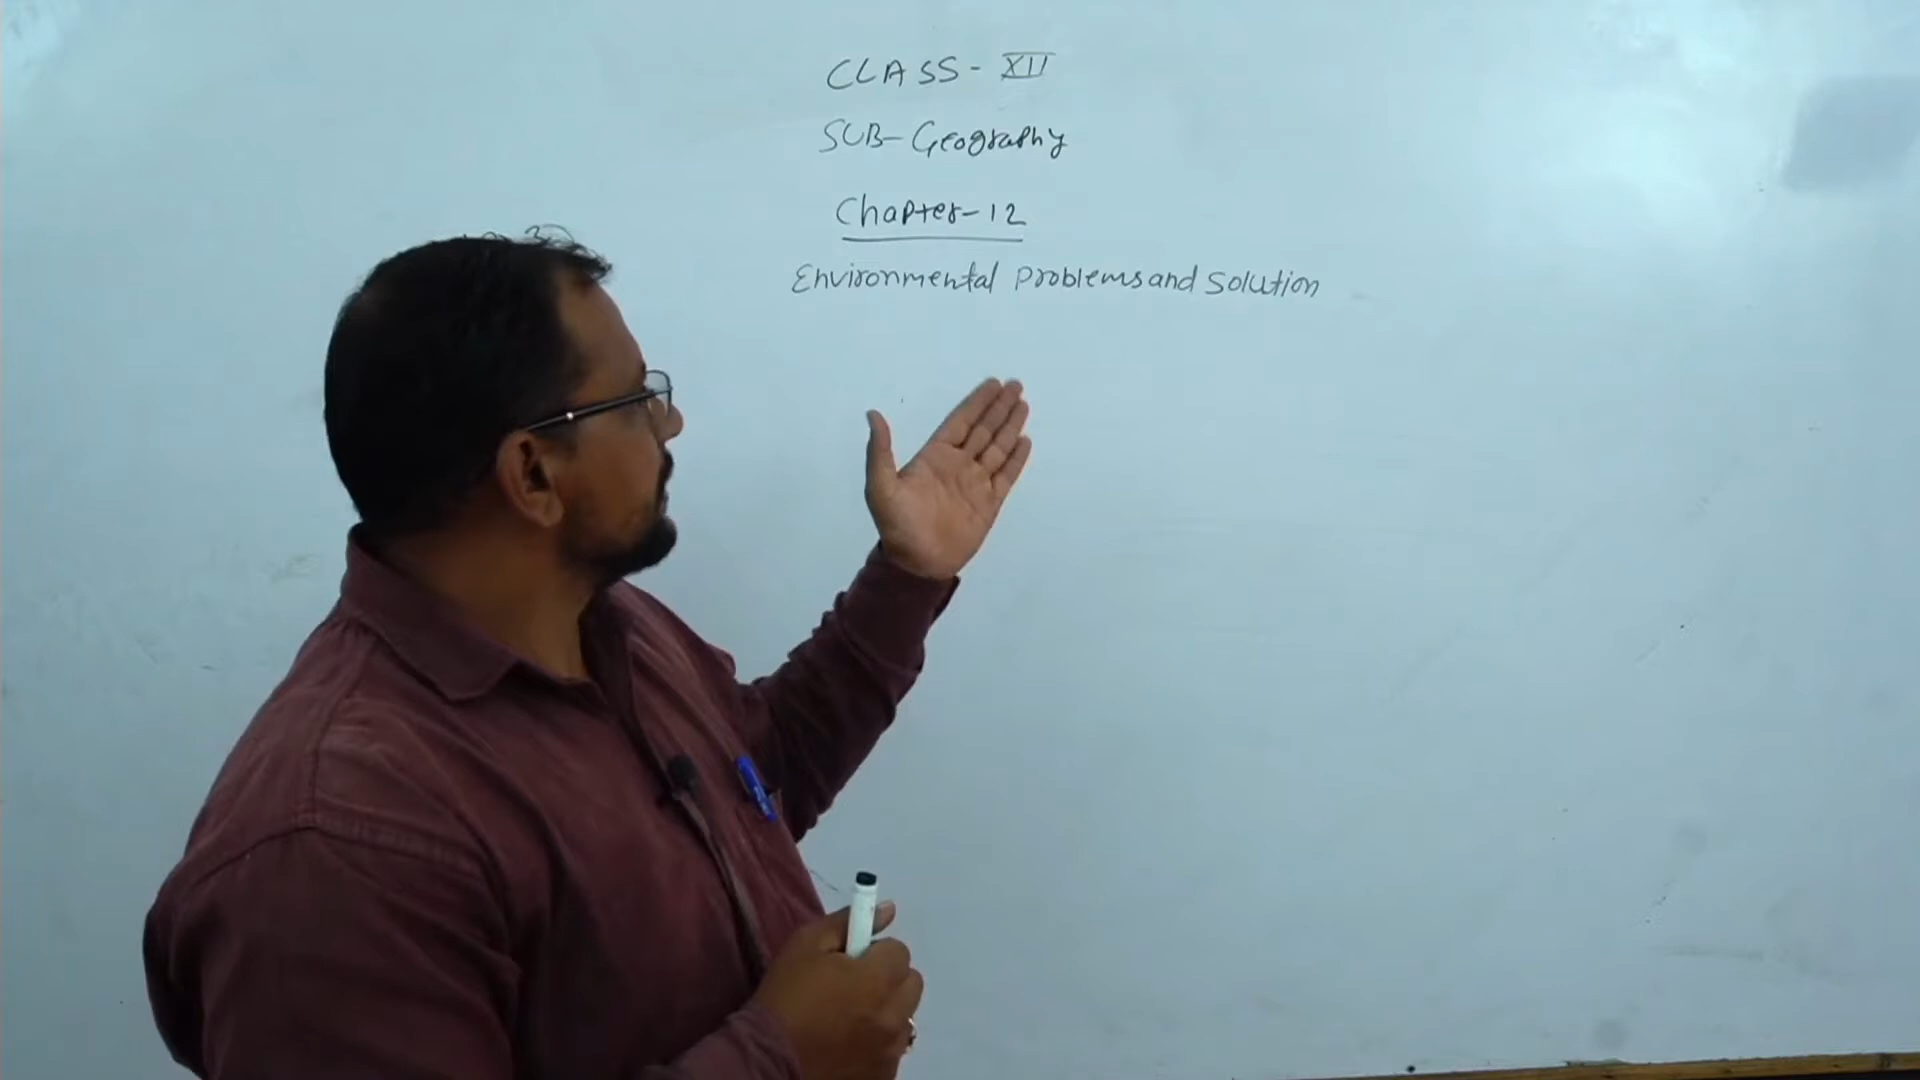 CLASS - XII
SUB- Geography
Chapter-12
Environmental Problems and Solution